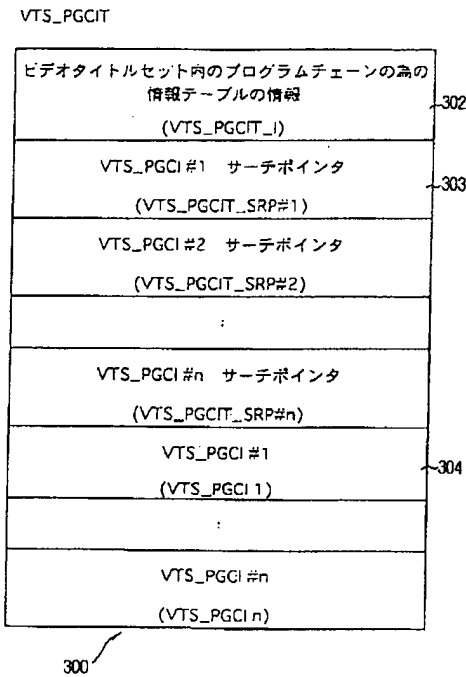 VTS_PGCIT
ビデオタイトルセット内のプログラムチェーンの為の
情報テーブルの情報
(VTS_PGCIT_I)
302
VTS_PGCI #1 サーチポインタ
303
(VTS_PGCIT_SRP#1)
VTS_PGCI #2 サーチポインタ
(VTS_PGCIT_SRP#2)
:
VTS_PGCI #n サーチポインタ
(VTS_PGCIT_SRP#n)
VTS_PGCI #1
304
(VTS_PGCI 1)
:
VTS_PGCI #n
(VTS_PGCI n)
300